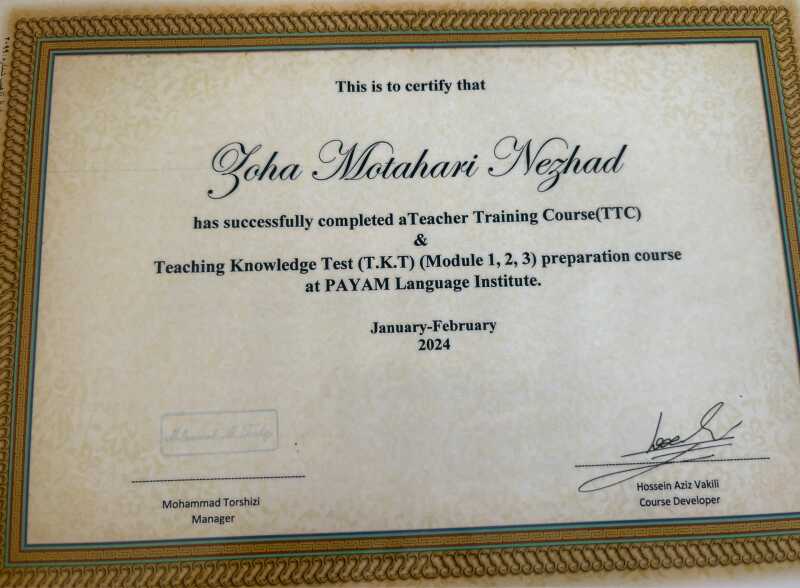 This is to certify that
Zoha Motahari Nezhad
has successfully completed aTeacher Training Course(TTC)
&
Teaching Knowledge Test (T.K.T) (Module 1, 2, 3) preparation course
at PAYAM Language Institute.
January-February
2024
Mohammad Torshizi
Manager
Hossein Aziz Vakili
Course Developer